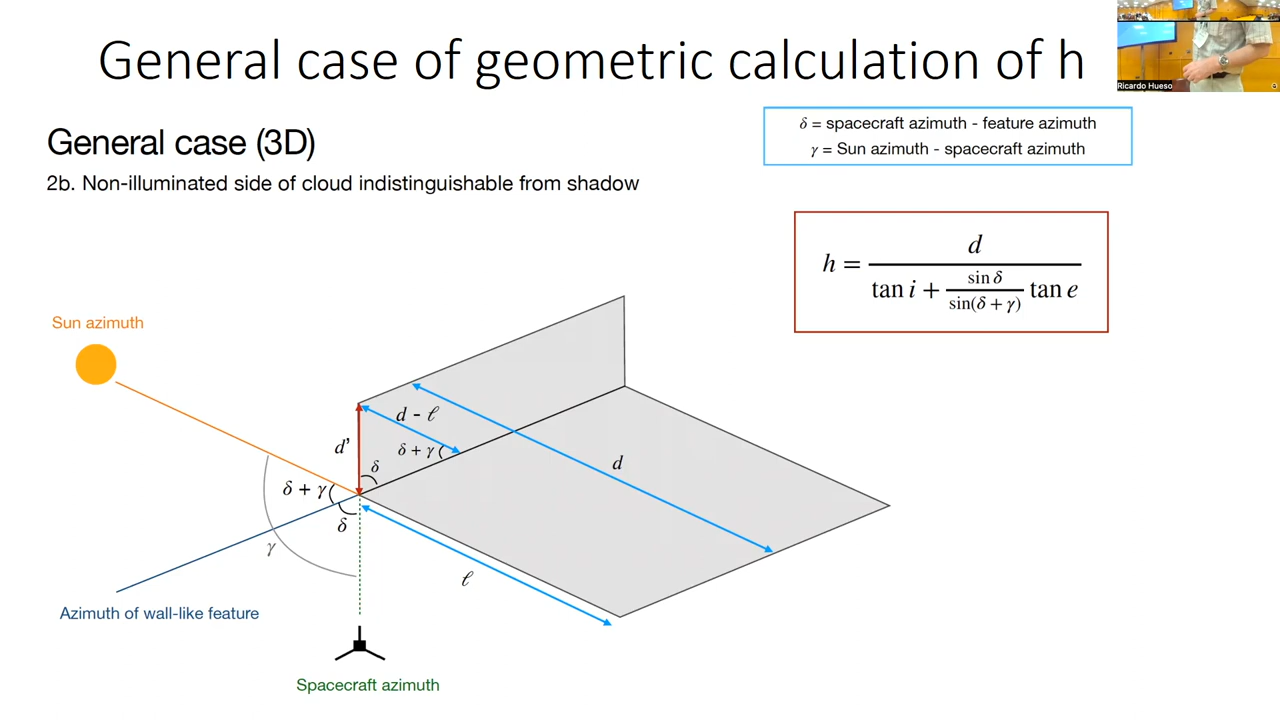 General case of geometric calculation of h
Ricardo Hueso
General case (3D)
δ = spacecraft azimuth - feature azimuth
γ = Sun azimuth - spacecraft azimuth
2b. Non-illuminated side of cloud indistinguishable from shadow
h = d / (tan i + (sin δ / sin(δ + γ)) tan e)
Sun azimuth
d - ℓ
d'
δ + γ
δ
d
δ + γ
δ
γ
ℓ
Azimuth of wall-like feature
Spacecraft azimuth